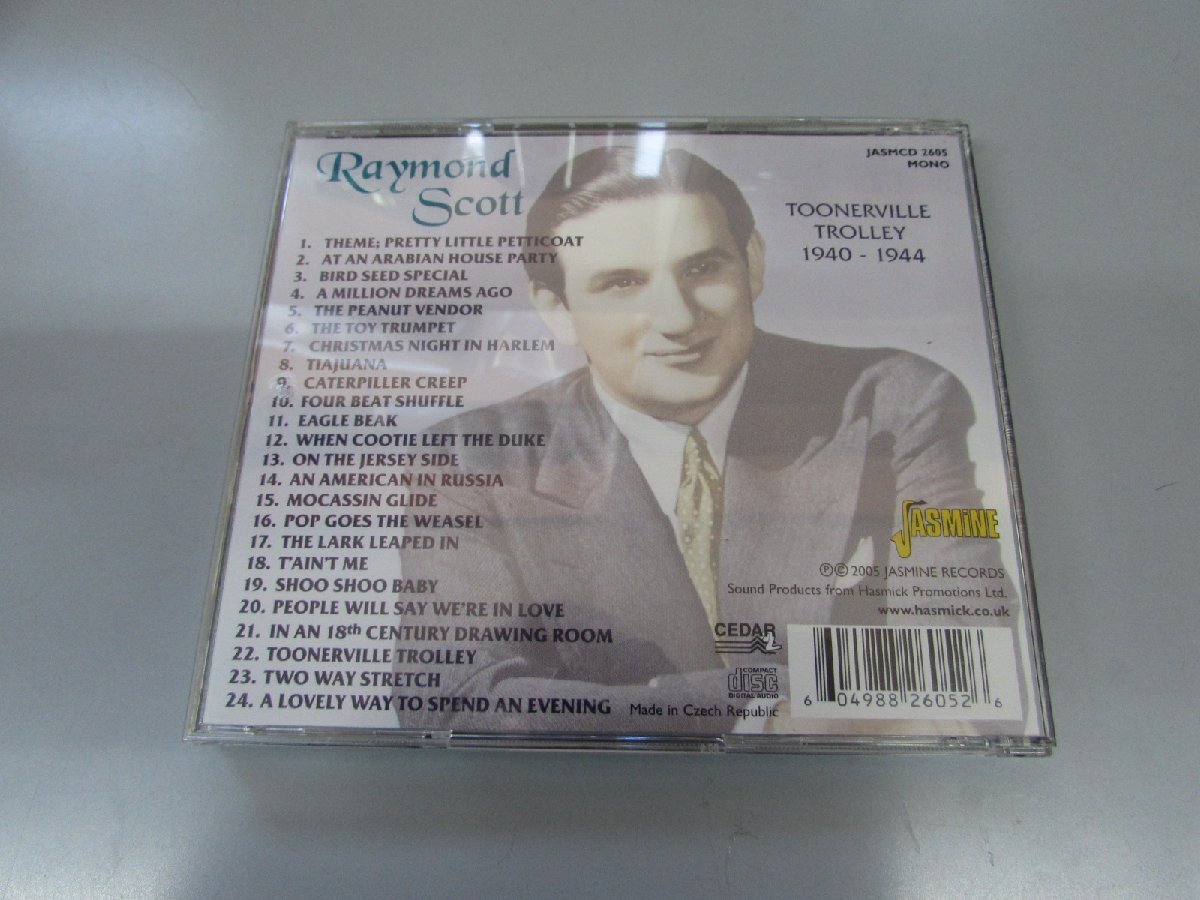 Raymond
Scott
JASMCD 2605
MONO
TOONERVILLE
TROLLEY
1940 - 1944
1. THEME; PRETTY LITTLE PETTICOAT
2. AT AN ARABIAN HOUSE PARTY
3. BIRD SEED SPECIAL
4. A MILLION DREAMS AGO
5. THE PEANUT VENDOR
6. THE TOY TRUMPET
7. CHRISTMAS NIGHT IN HARLEM
8. TIAJUANA
9. CATERPILLER CREEP
10. FOUR BEAT SHUFFLE
11. EAGLE BEAK
12. WHEN COOTIE LEFT THE DUKE
13. ON THE JERSEY SIDE
14. AN AMERICAN IN RUSSIA
15. MOCASSIN GLIDE
16. POP GOES THE WEASEL
17. THE LARK LEAPED IN
18. T'AIN'T ME
19. SHOO SHOO BABY
20. PEOPLE WILL SAY WE'RE IN LOVE
21. IN AN 18th CENTURY DRAWING ROOM
22. TOONERVILLE TROLLEY
23. TWO WAY STRETCH
24. A LOVELY WAY TO SPEND AN EVENING
JASMiNE
℗© 2005 JASMINE RECORDS
Sound Products from Hasmick Promotions Ltd.
www.hasmick.co.uk
CEDAR 2
COMPACT
disc
DIGITAL AUDIO
Made in Czech Republic
6 04988 26052 6